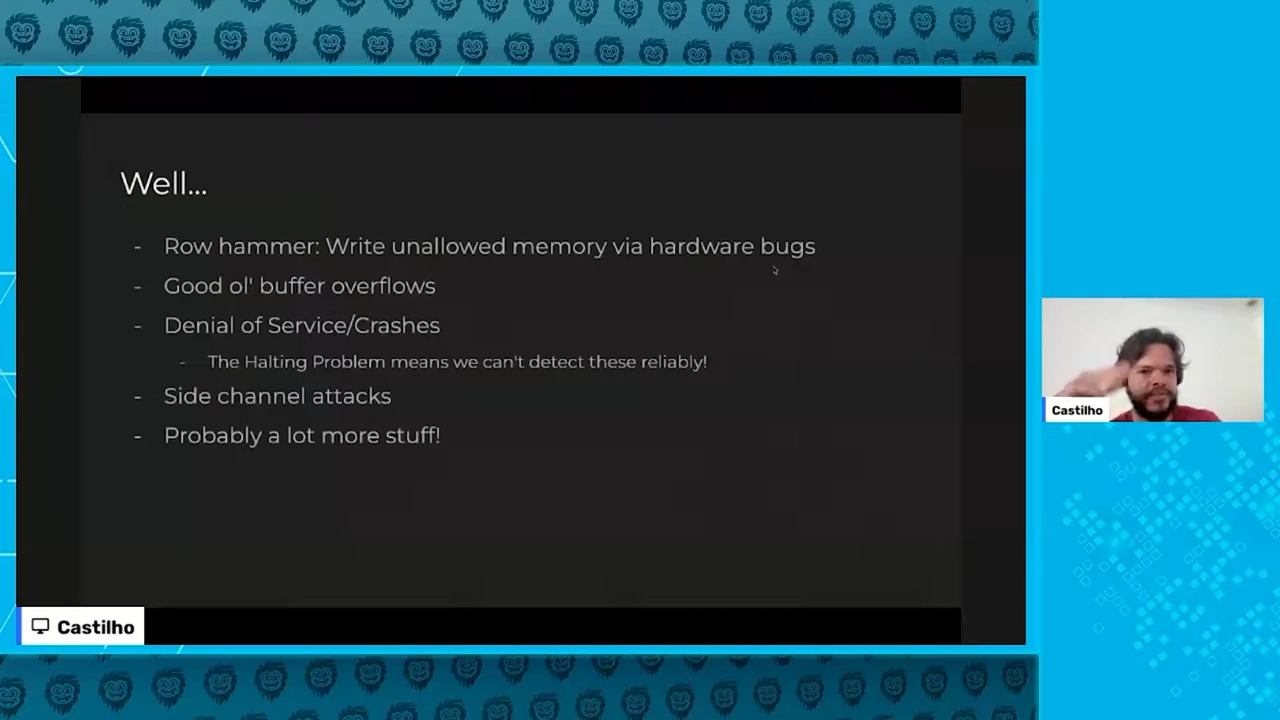 Well...
- Row hammer: Write unallowed memory via hardware bugs
- Good ol' buffer overflows
- Denial of Service/Crashes
- The Halting Problem means we can't detect these reliably!
- Side channel attacks
- Probably a lot more stuff!
Castilho
Castilho